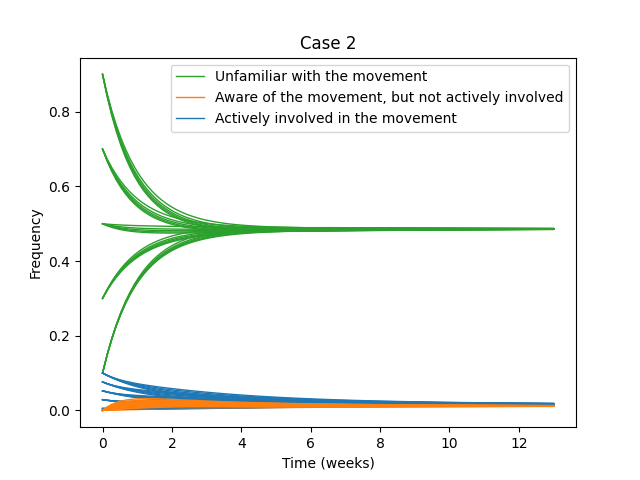 Case 2
Unfamiliar with the movement
Aware of the movement, but not actively involved
Actively involved in the movement
Frequency
0.8
0.6
0.4
0.2
0.0
0 2 4 6 8 10 12
Time (weeks)